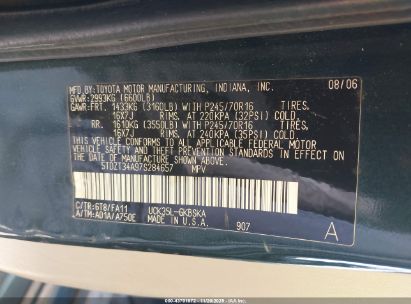 MFD. BY: TOYOTA MOTOR MANUFACTURING, INDIANA, INC. 08/06
GVWR: 2993KG (6600LB)
GAWR: FRT. 1433KG (3160LB) WITH P245/70R16 TIRES.
16X7J RIMS. AT 220KPA (32PSI) COLD
RR. 1610KG (3550LB) WITH P245/70R16 TIRES.
16X7J RIMS. AT 240KPA (35PSI) COLD
THIS VEHICLE CONFORMS TO ALL APPLICABLE FEDERAL MOTOR
VEHICLE SAFETY AND THEFT PREVENTION STANDARDS IN EFFECT ON
THE DATE OF MANUFACTURE SHOWN ABOVE.
5TDZT34A97S284657 MPV
C/TR: 6T8/FA11 UCK35L-GKBSKA
A/TM: AD1A/A750E MADE IN U.S.A. 907 A